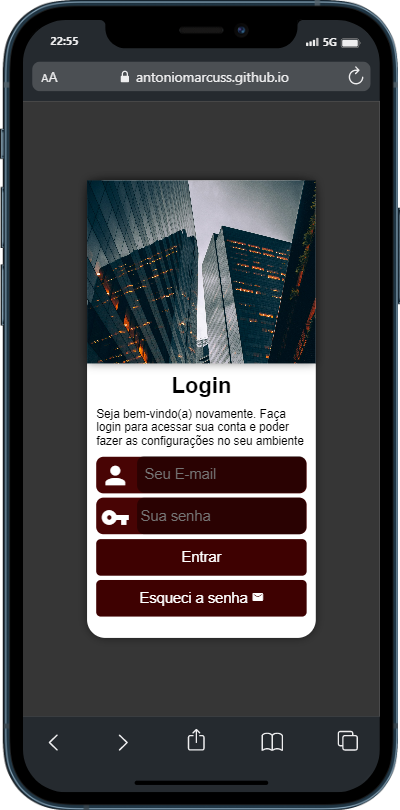 22:55
5G
AA
antoniomarcuss.github.io
Login
Seja bem-vindo(a) novamente. Faça
login para acessar sua conta e poder
fazer as configurações no seu ambiente
Seu E-mail
Sua senha
Entrar
Esqueci a senha